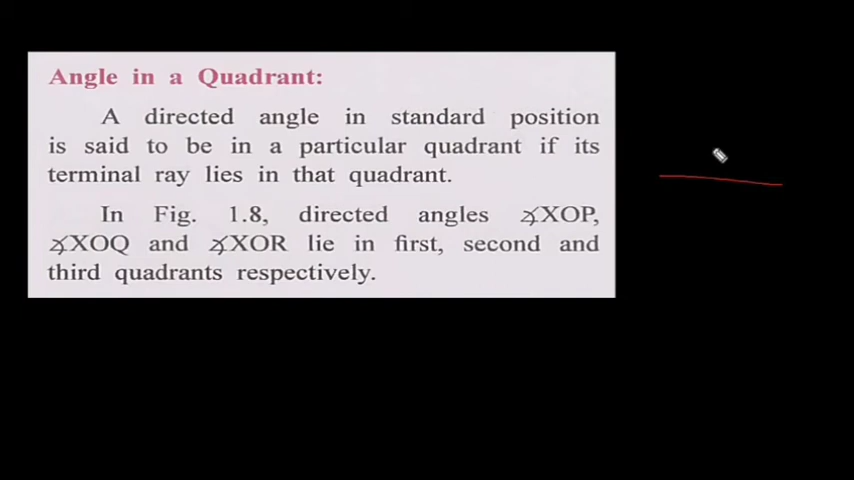 Angle in a Quadrant:
A directed angle in standard position
is said to be in a particular quadrant if its
terminal ray lies in that quadrant.
In Fig. 1.8, directed angles ∡XOP,
∡XOQ and ∡XOR lie in first, second and
third quadrants respectively.